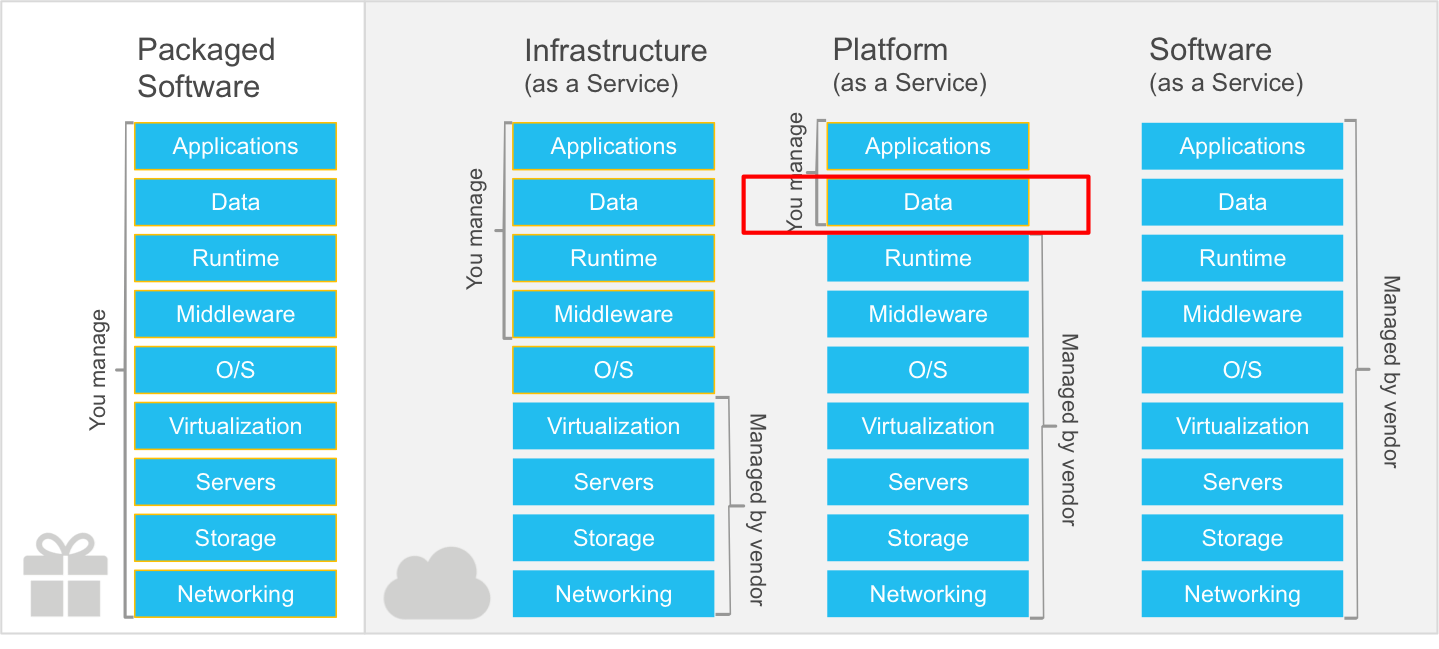 Packaged
Software
You manage
Applications
Data
Runtime
Middleware
O/S
Virtualization
Servers
Storage
Networking
Infrastructure
(as a Service)
You manage
Applications
Data
Runtime
Middleware
O/S
Virtualization
Servers
Storage
Networking
Managed by vendor
Platform
(as a Service)
You manage
Applications
Data
Runtime
Middleware
O/S
Virtualization
Servers
Storage
Networking
Managed by vendor
Software
(as a Service)
Applications
Data
Runtime
Middleware
O/S
Virtualization
Servers
Storage
Networking
Managed by vendor